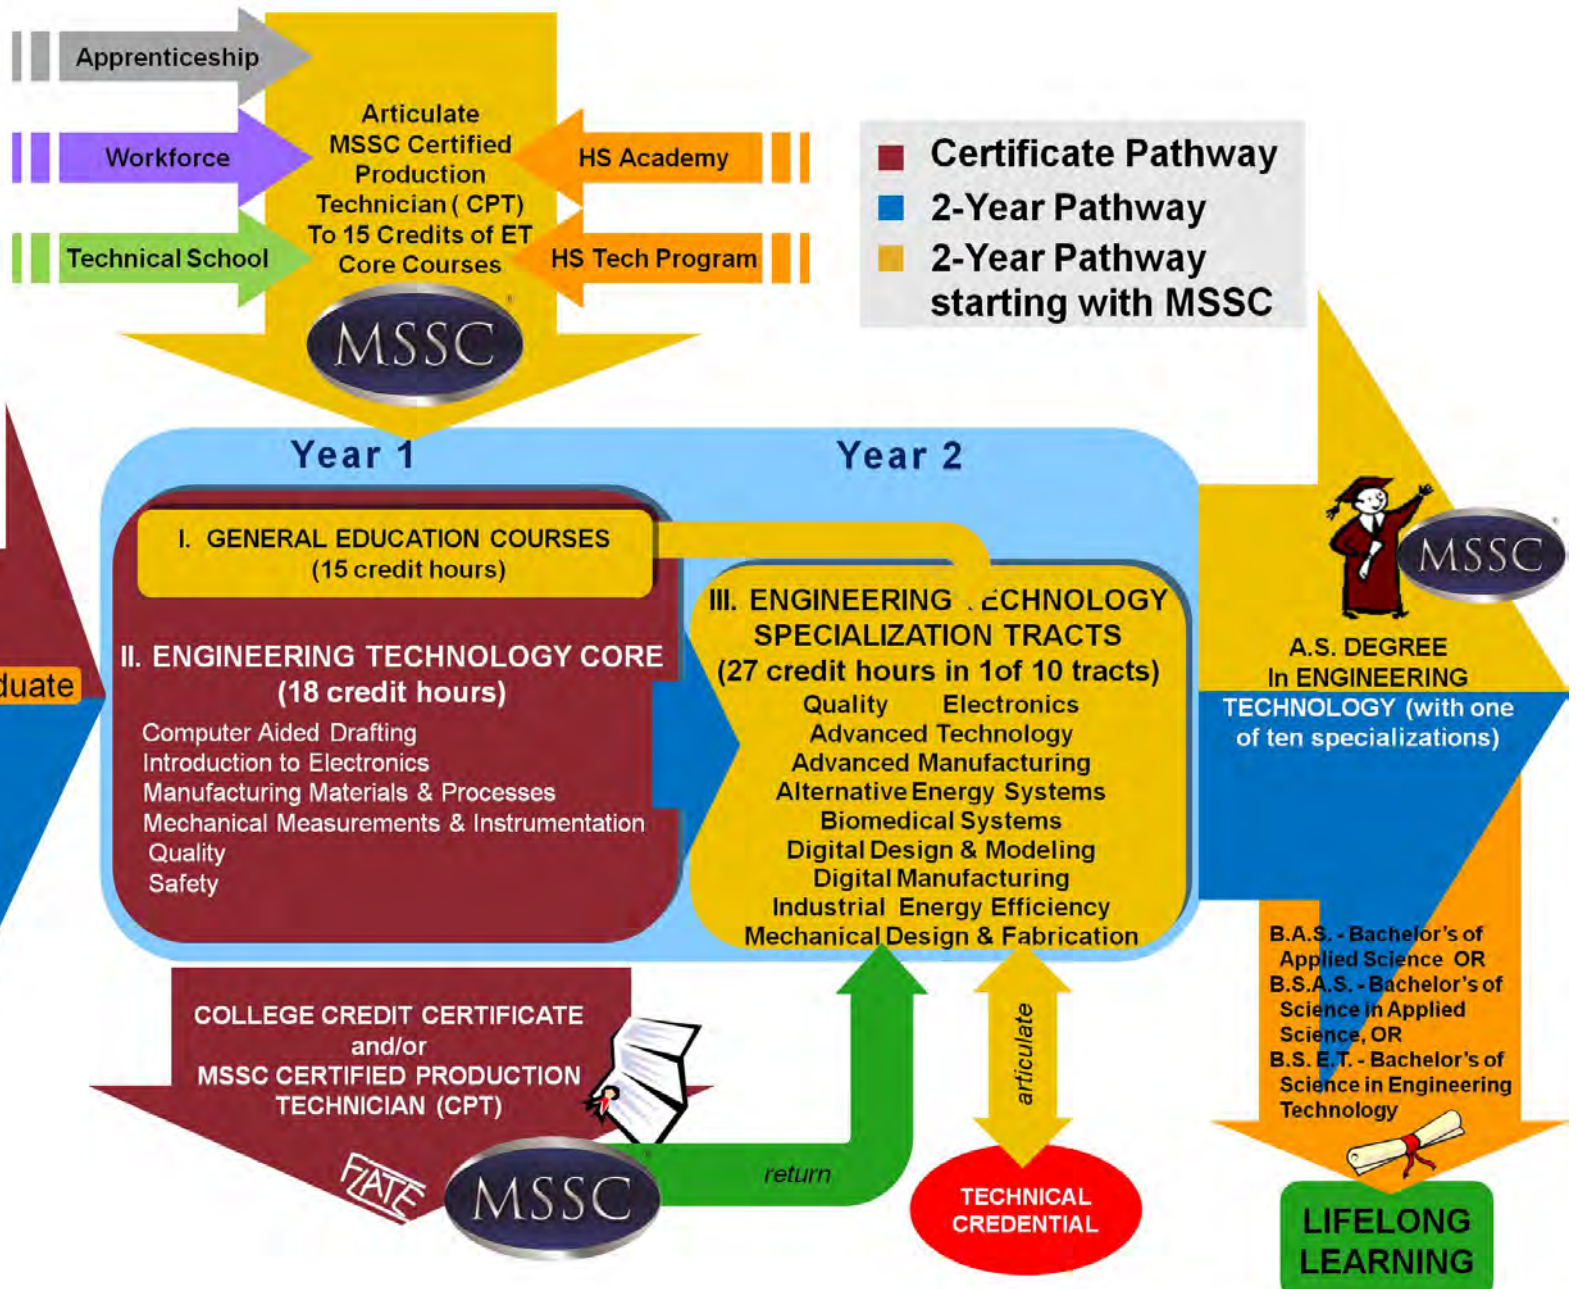 Apprenticeship
Workforce
Technical School
Articulate
MSSC Certified
Production
Technician ( CPT)
To 15 Credits of ET
Core Courses
HS Academy
HS Tech Program
MSSC
Certificate Pathway
2-Year Pathway
2-Year Pathway
starting with MSSC
duate
Year 1
Year 2
I. GENERAL EDUCATION COURSES
(15 credit hours)
II. ENGINEERING TECHNOLOGY CORE
(18 credit hours)
Computer Aided Drafting
Introduction to Electronics
Manufacturing Materials & Processes
Mechanical Measurements & Instrumentation
Quality
Safety
III. ENGINEERING TECHNOLOGY
SPECIALIZATION TRACTS
(27 credit hours in 1of 10 tracts)
Quality Electronics
Advanced Technology
Advanced Manufacturing
Alternative Energy Systems
Biomedical Systems
Digital Design & Modeling
Digital Manufacturing
Industrial Energy Efficiency
Mechanical Design & Fabrication
MSSC
A.S. DEGREE
In ENGINEERING
TECHNOLOGY (with one
of ten specializations)
COLLEGE CREDIT CERTIFICATE
and/or
MSSC CERTIFIED PRODUCTION
TECHNICIAN (CPT)
FLATE
MSSC
return
articulate
TECHNICAL
CREDENTIAL
B.A.S. - Bachelor's of
Applied Science OR
B.S.A.S. - Bachelor's of
Science in Applied
Science, OR
B.S. E.T. - Bachelor's of
Science in Engineering
Technology
LIFELONG
LEARNING